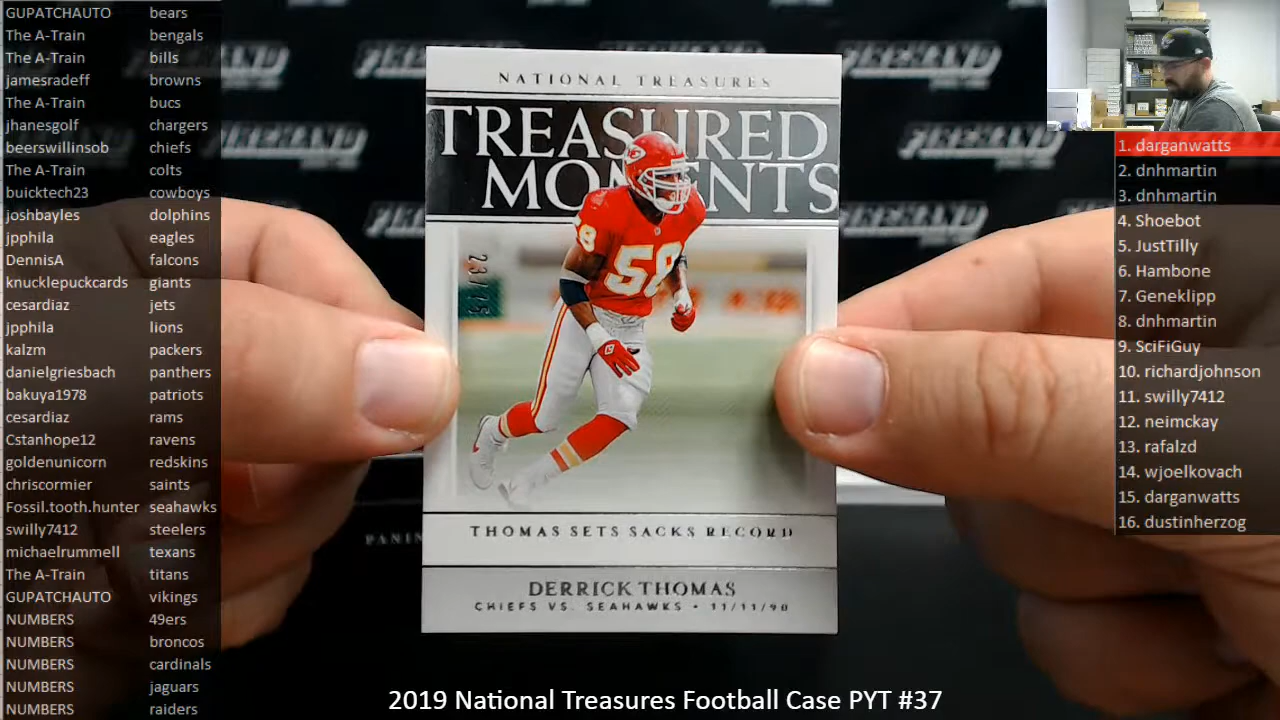 GUPATCHAUTO bears
The A-Train bengals
The A-Train bills
jamesradeff browns
The A-Train bucs
jhanesgolf chargers
beerswillinsob chiefs
The A-Train colts
buicktech23 cowboys
joshbayles dolphins
jpphila eagles
DennisA falcons
knucklepuckcards giants
cesardiaz jets
jpphila lions
kalzm packers
danielgriesbach panthers
bakuya1978 patriots
cesardiaz rams
Cstanhope12 ravens
goldenunicorn redskins
chriscormier saints
Fossil.tooth.hunter seahawks
swilly7412 steelers
michaelrummell texans
The A-Train titans
GUPATCHAUTO vikings
NUMBERS 49ers
NUMBERS broncos
NUMBERS cardinals
NUMBERS jaguars
NUMBERS raiders
NATIONAL TREASURES
TREASURED
MOMENTS
58
THOMAS SETS SACKS RECORD
DERRICK THOMAS
CHIEFS VS. SEAHAWKS • 11/11/90
PANINI
1. darganwatts
2. dnhmartin
3. dnhmartin
4. Shoebot
5. JustTilly
6. Hambone
7. Geneklipp
8. dnhmartin
9. SciFiGuy
10. richardjohnson
11. swilly7412
12. neimckay
13. rafalzd
14. wjoelkovach
15. darganwatts
16. dustinherzog
2019 National Treasures Football Case PYT #37